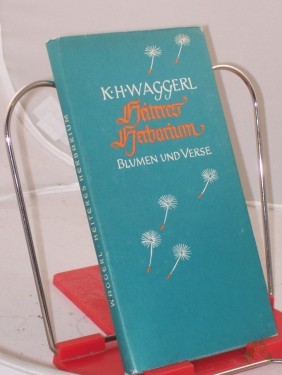 K·H·WAGGERL
Heiteres
Herbarium
BLUMEN UND VERSE
WAGGERL HEITERES HERBARIUM